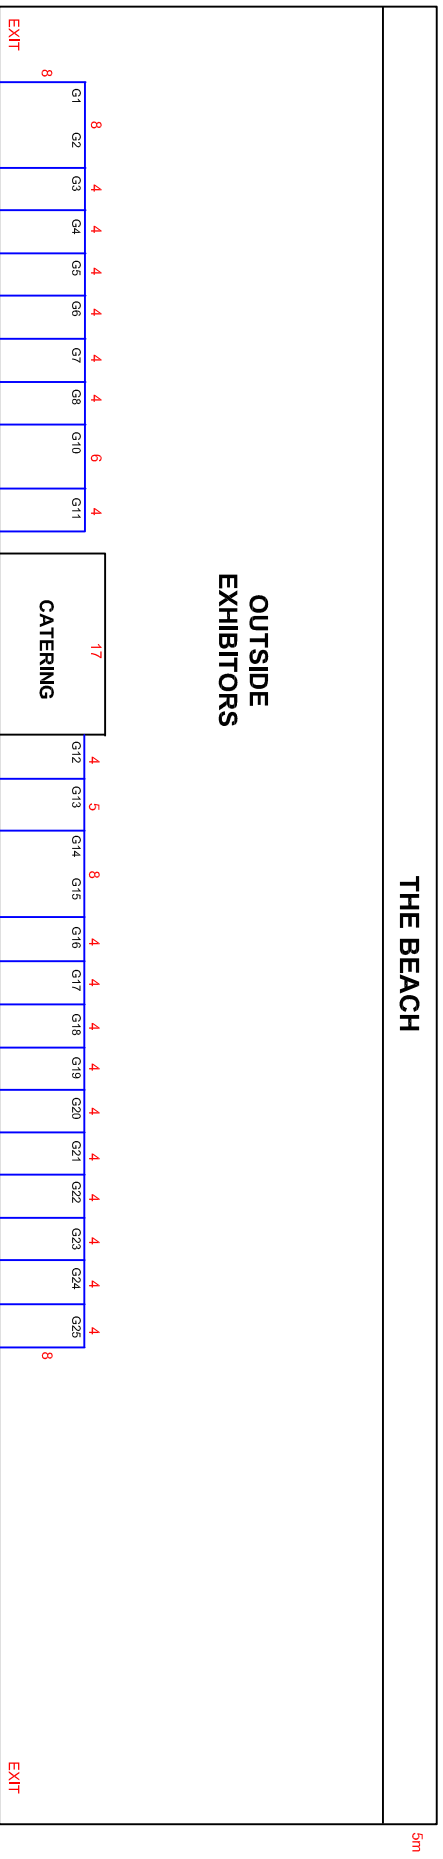 THE BEACH
5m
OUTSIDE
EXHIBITORS
EXIT
8
G1
G2
8
G3
4
G4
4
G5
4
G6
4
G7
4
G8
4
G10
6
G11
4
CATERING
17
G12
4
G13
5
G14
G15
8
G16
4
G17
4
G18
4
G19
4
G20
4
G21
4
G22
4
G23
4
G24
4
G25
4
8
EXIT